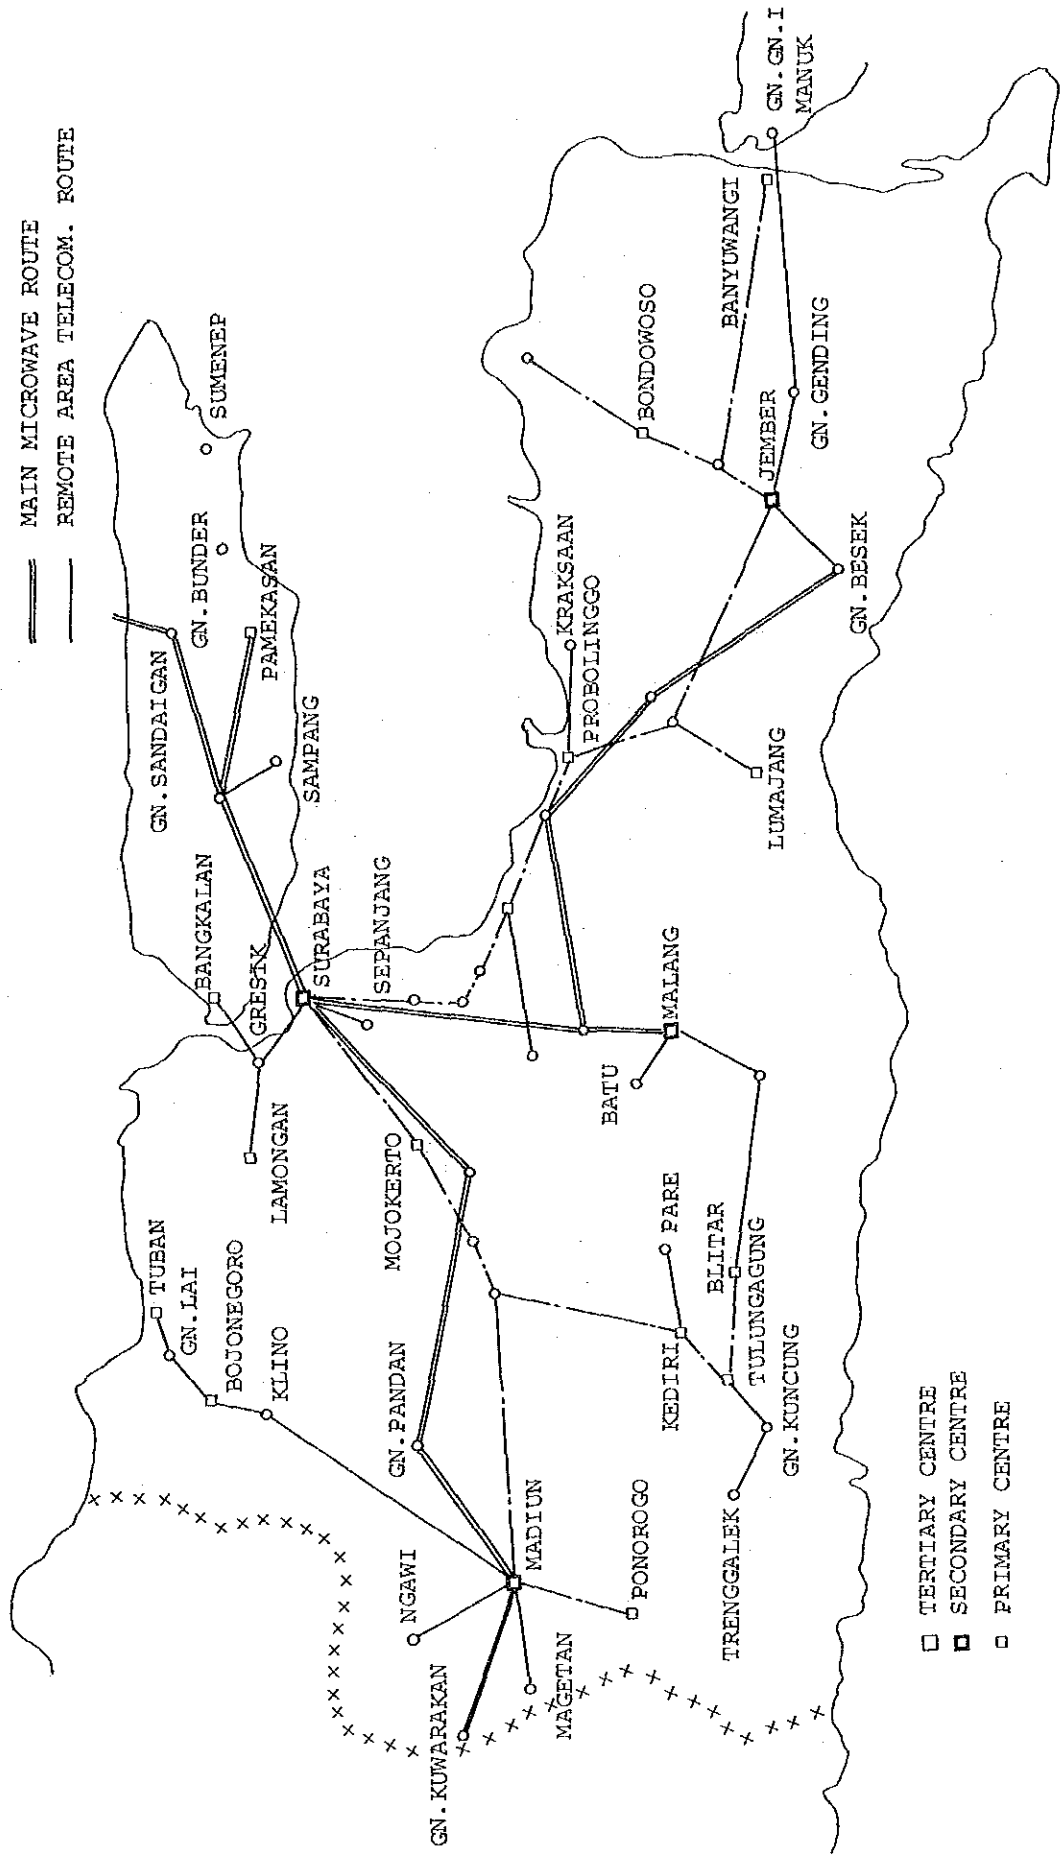 MAIN MICROWAVE ROUTE
REMOTE AREA TELECOM. ROUTE
TUBAN
GN.LAI
BOJONEGORO
KLINO
LAMONGAN
GRESIK
BANGKALAN
GN.SANDAIGAN
GN.BUNDER
SUMENEP
PAMEKASAN
SAMPANG
SURABAYA
SEPANJANG
MOJOKERTO
GN.PANDAN
NGAWI
GN.KUWARAKAN
MADIUN
MAGETAN
PONOROGO
TRENGGALEK
GN.KUNCUNG
KEDIRI
PARE
BLITAR
TULUNGAGUNG
BATU
MALANG
KRAKSAAN
PROBOLINGGO
LUMAJANG
BONDOWOSO
BANYUWANGI
JEMBER
GN.GENDING
GN.BESEK
GN.GN.I
MANUK
TERTIARY CENTRE
SECONDARY CENTRE
PRIMARY CENTRE